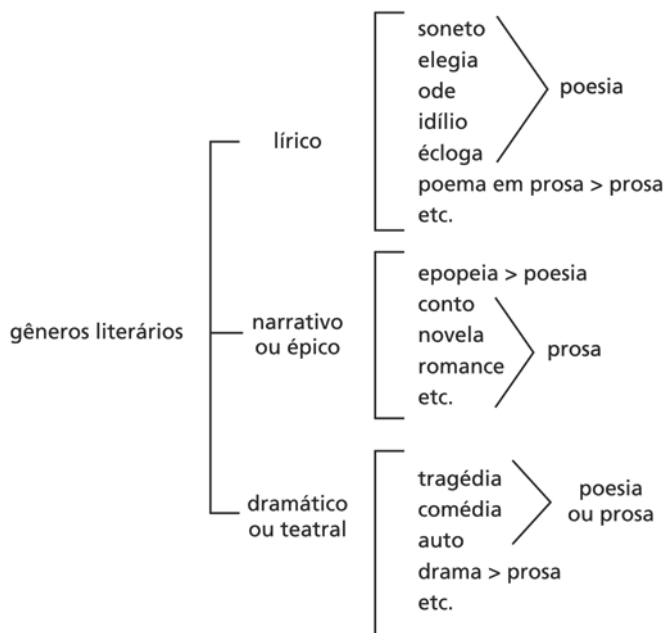 soneto
elegia
ode
idílio
écloga
poesia
poema em prosa > prosa
etc.
lírico
gêneros literários
narrativo
ou épico
epopeia > poesia
conto
novela
romance
etc.
prosa
dramático
ou teatral
tragédia
comédia
auto
poesia
ou prosa
drama > prosa
etc.